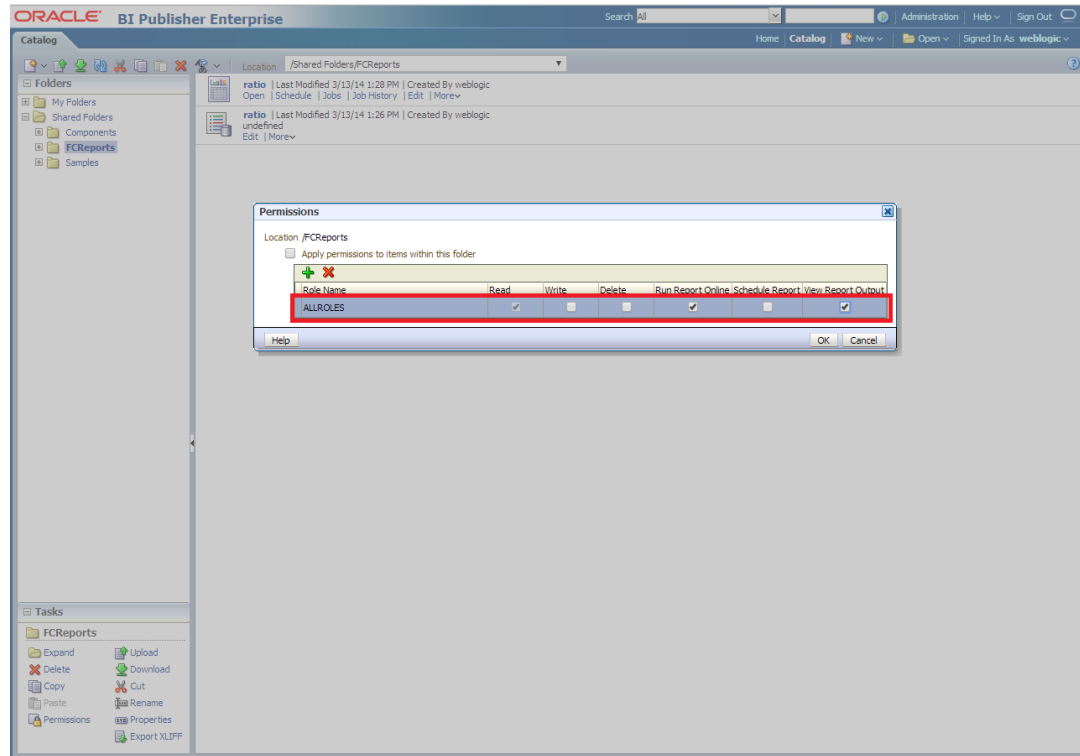 ORACLE BI Publisher Enterprise
Search All
Administration Help Sign Out
Catalog
Home Catalog New Open Signed In As weblogic
Location /Shared Folders/FCReports
Folders
My Folders
Shared Folders
Components
FCReports
Samples
ratio | Last Modified 3/13/14 1:28 PM | Created By weblogic
Open | Schedule | Jobs | Job History | Edit | More
ratio | Last Modified 3/13/14 1:26 PM | Created By weblogic
undefined
Edit | More
Permissions
Location /FCReports
Apply permissions to items within this folder
Role Name Read Write Delete Run Report Online Schedule Report View Report Output
ALLROLES
Help OK Cancel
Tasks
FCReports
Expand Upload
Delete Download
Copy Cut
Paste Rename
Permissions Properties
Export XLIFF